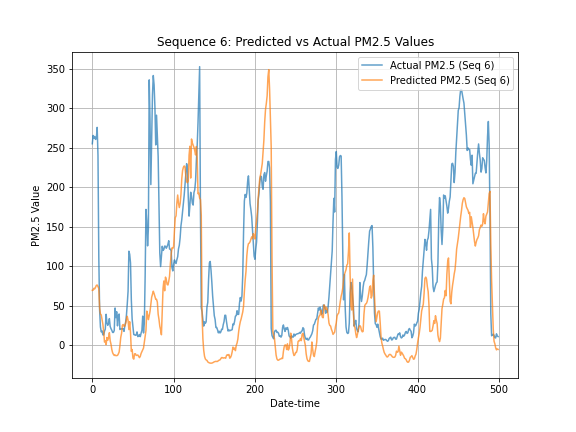 Sequence 6: Predicted vs Actual PM2.5 Values
Actual PM2.5 (Seq 6)
Predicted PM2.5 (Seq 6)
PM2.5 Value
350
300
250
200
150
100
50
0
0 100 200 300 400 500
Date-time